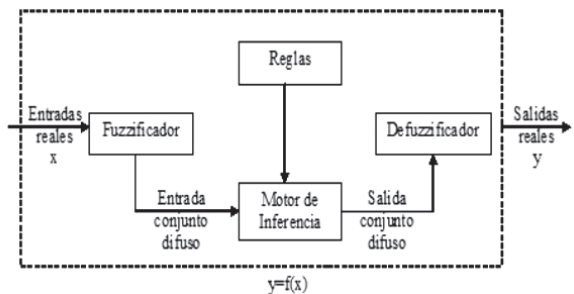 Reglas
Entradas
reales
x
Fuzzificador
Defuzzificador
Salidas
reales
y
Entrada
conjunto
difuso
Motor de
Inferencia
Salida
conjunto
difuso
y=f(x)